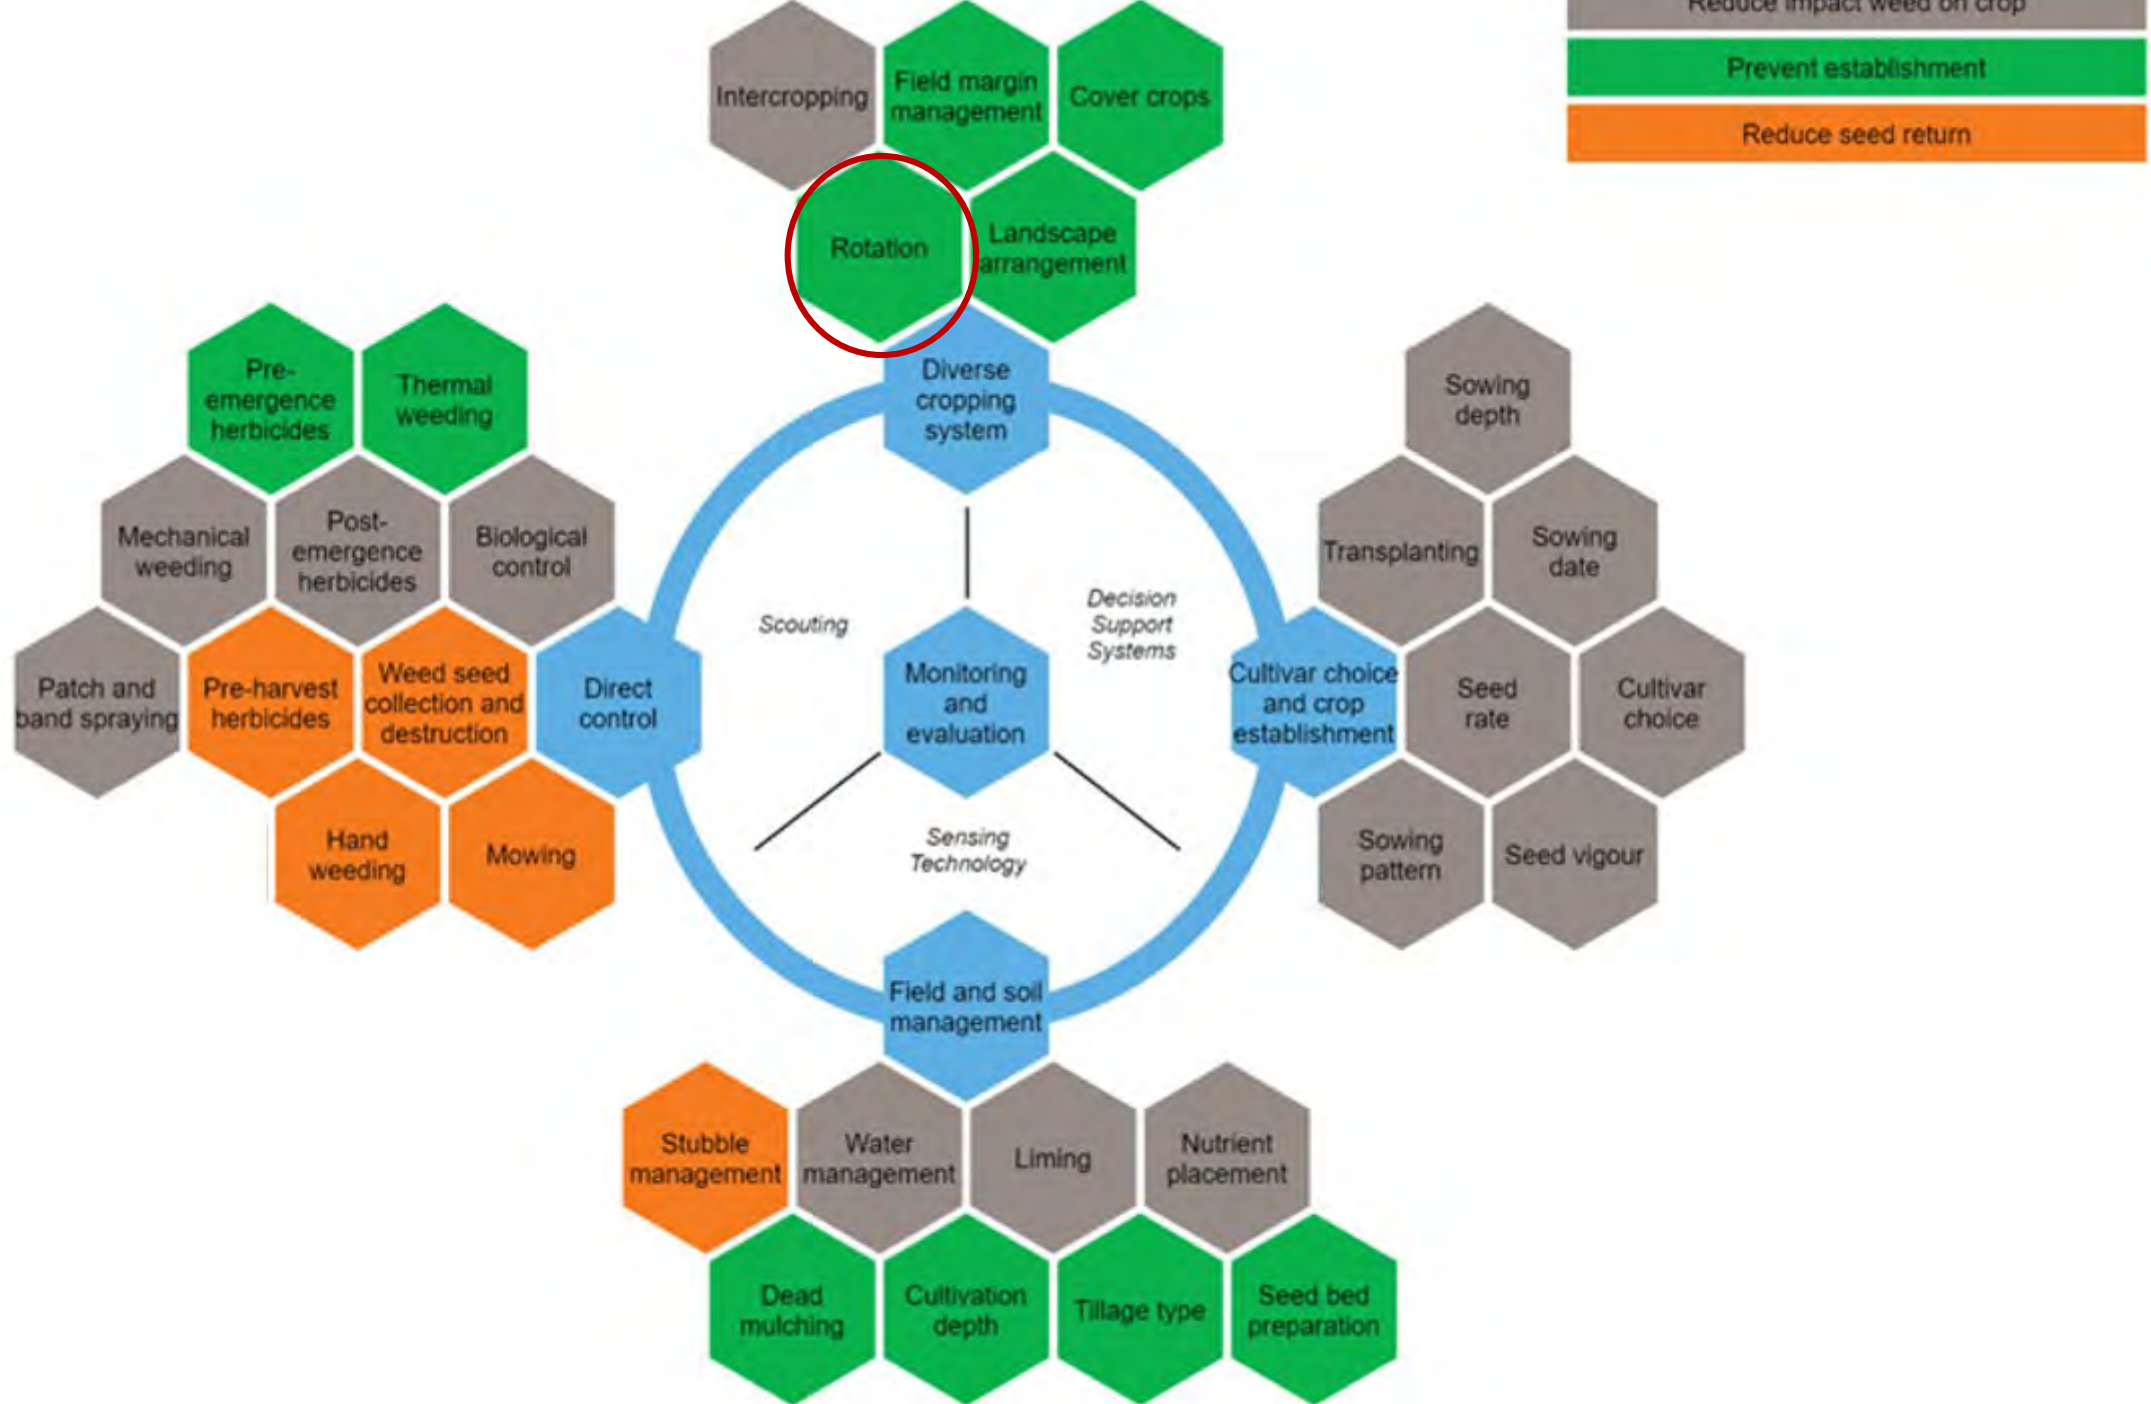 Reduce impact weed on crop
Prevent establishment
Reduce seed return
Intercropping
Field margin
management
Cover crops
Rotation
Landscape
arrangement
Diverse
cropping
system
Pre-
emergence
herbicides
Thermal
weeding
Mechanical
weeding
Post-
emergence
herbicides
Biological
control
Patch and
band spraying
Pre-harvest
herbicides
Weed seed
collection and
destruction
Direct
control
Hand
weeding
Mowing
Scouting
Decision
Support
Systems
Monitoring
and
evaluation
Sensing
Technology
Sowing
depth
Transplanting
Sowing
date
Cultivar choice
and crop
establishment
Seed
rate
Cultivar
choice
Sowing
pattern
Seed vigour
Field and soil
management
Stubble
management
Water
management
Liming
Nutrient
placement
Dead
mulching
Cultivation
depth
Tillage type
Seed bed
preparation